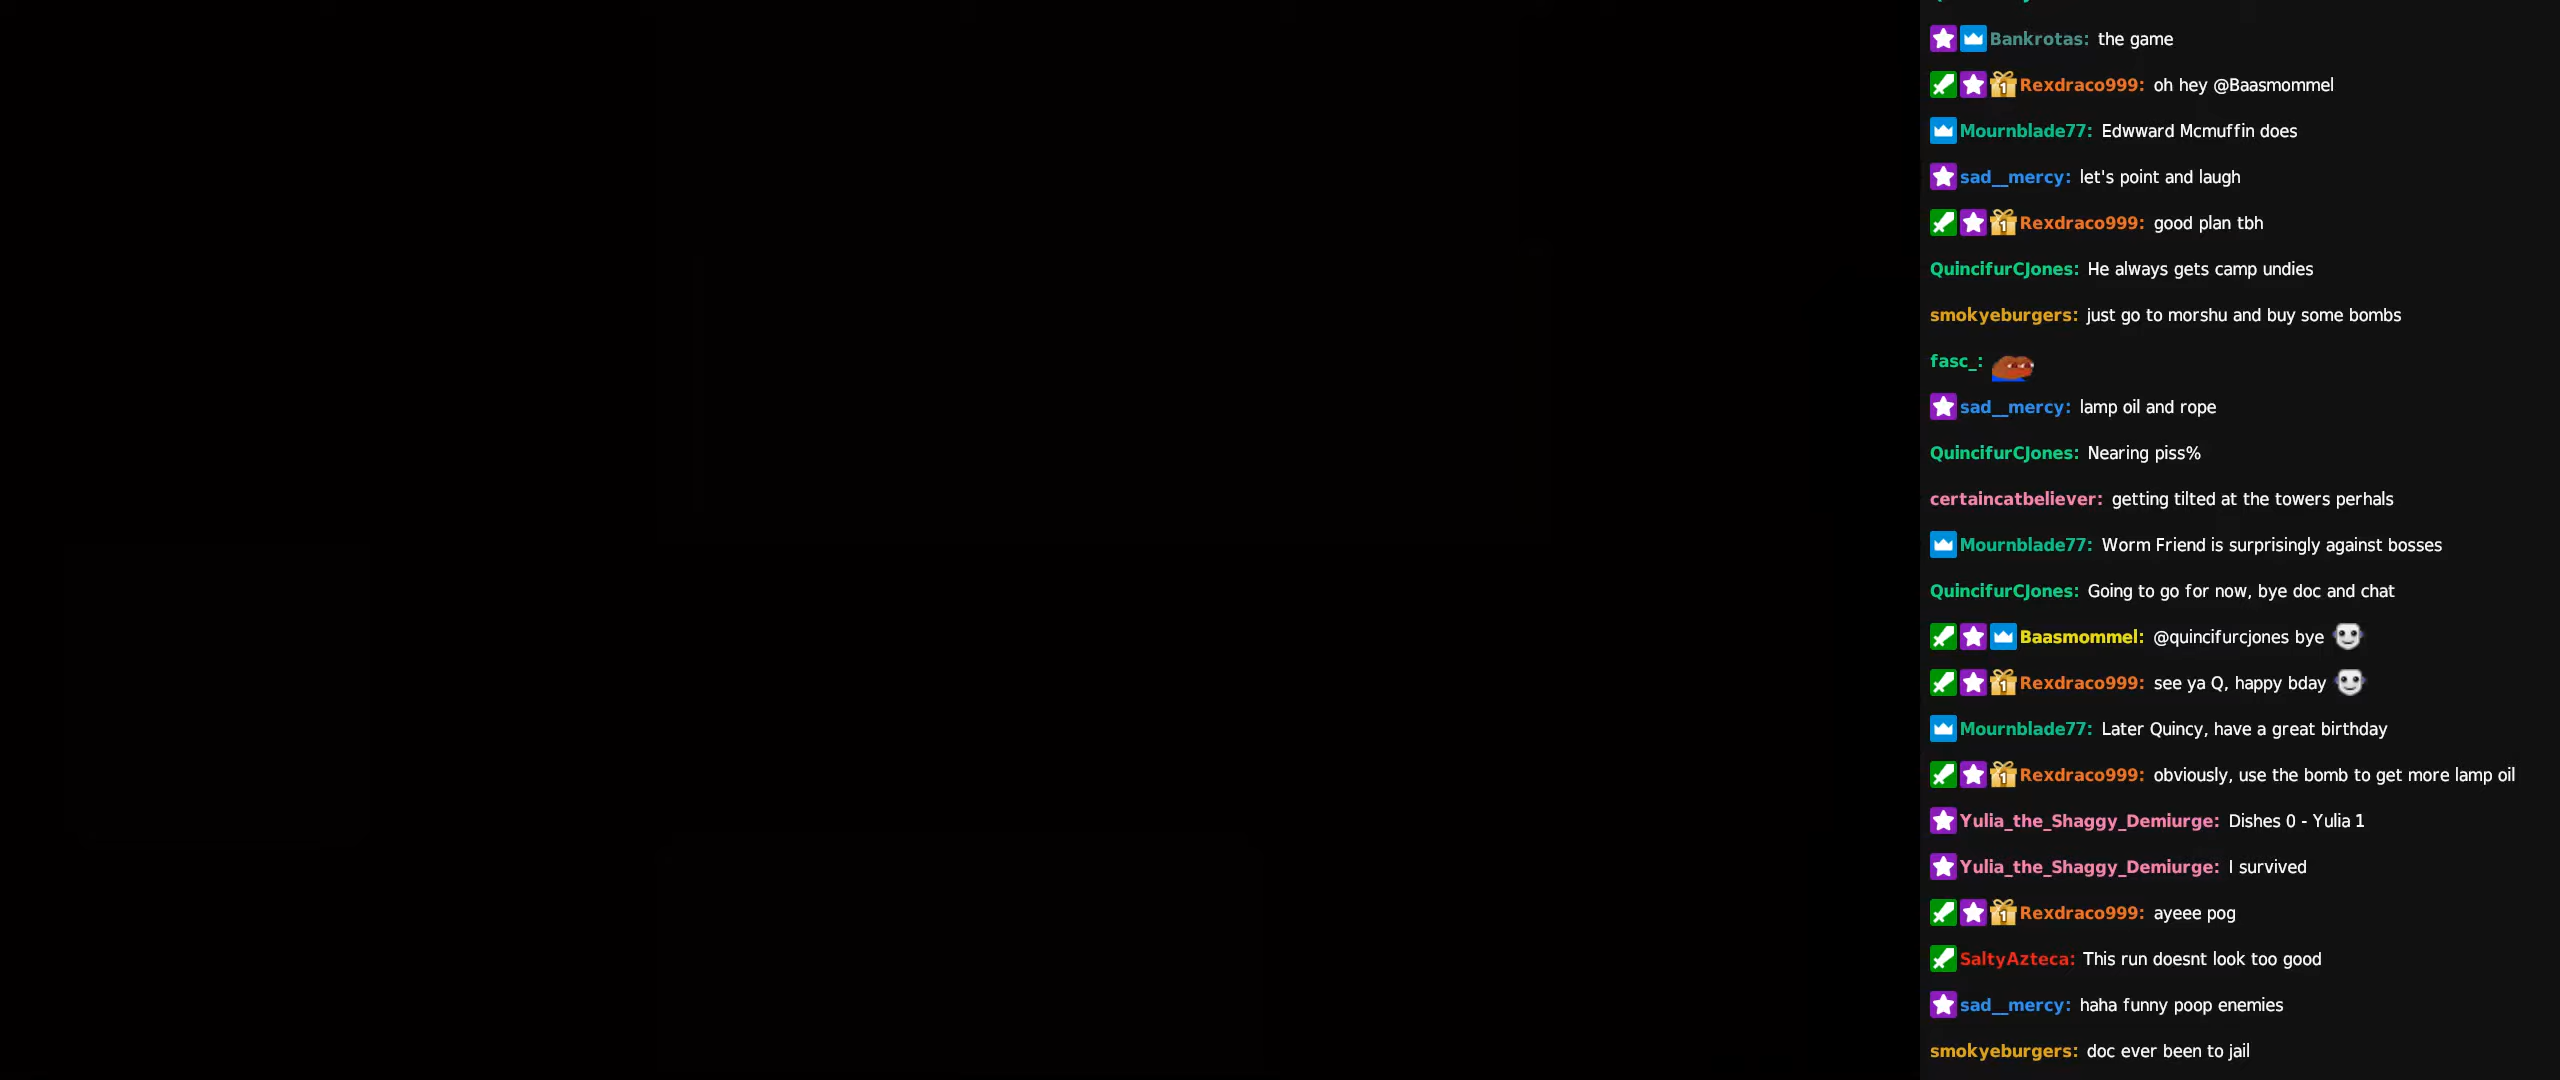 Bankrotas: the game
Rexdraco999: oh hey @Baasmommel
Mournblade77: Edwward Mcmuffin does
sad__mercy: let's point and laugh
Rexdraco999: good plan tbh
QuincifurCJones: He always gets camp undies
smokyeburgers: just go to morshu and buy some bombs
fasc_:
sad__mercy: lamp oil and rope
QuincifurCJones: Nearing piss%
certaincatbeliever: getting tilted at the towers perhals
Mournblade77: Worm Friend is surprisingly against bosses
QuincifurCJones: Going to go for now, bye doc and chat
Baasmommel: @quincifurcjones bye
Rexdraco999: see ya Q, happy bday
Mournblade77: Later Quincy, have a great birthday
Rexdraco999: obviously, use the bomb to get more lamp oil
Yulia_the_Shaggy_Demiurge: Dishes 0 - Yulia 1
Yulia_the_Shaggy_Demiurge: I survived
Rexdraco999: ayeee pog
SaltyAzteca: This run doesnt look too good
sad__mercy: haha funny poop enemies
smokyeburgers: doc ever been to jail